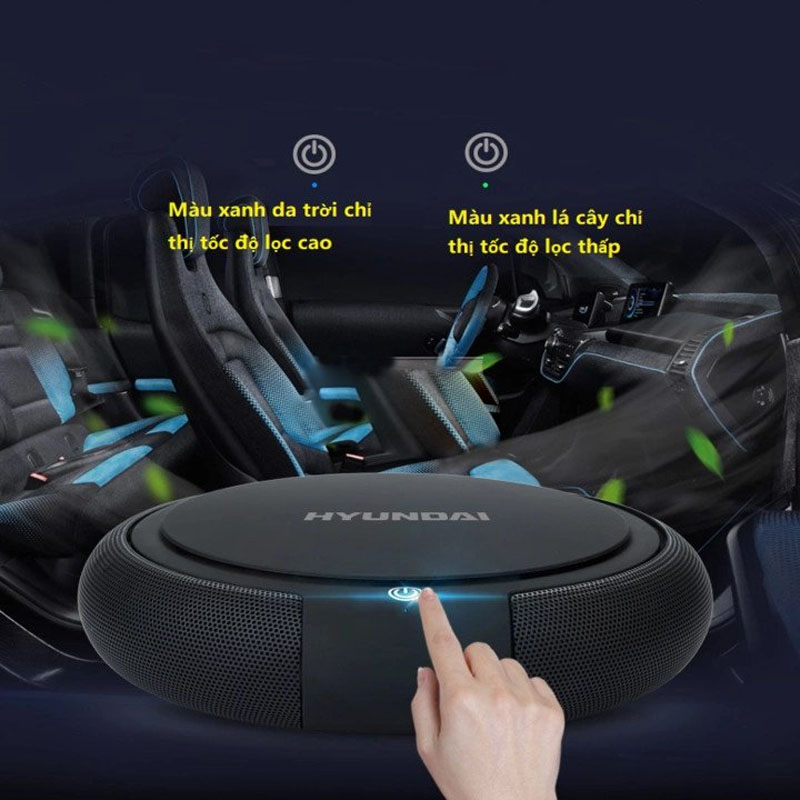 Màu xanh da trời chỉ
thị tốc độ lọc cao
Màu xanh lá cây chỉ
thị tốc độ lọc thấp
HYUNDAI